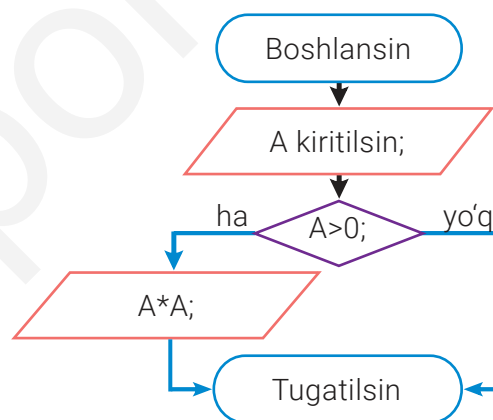 Boshlansin
A kiritilsin;
ha
A>0;
yo‘q
A*A;
Tugatilsin